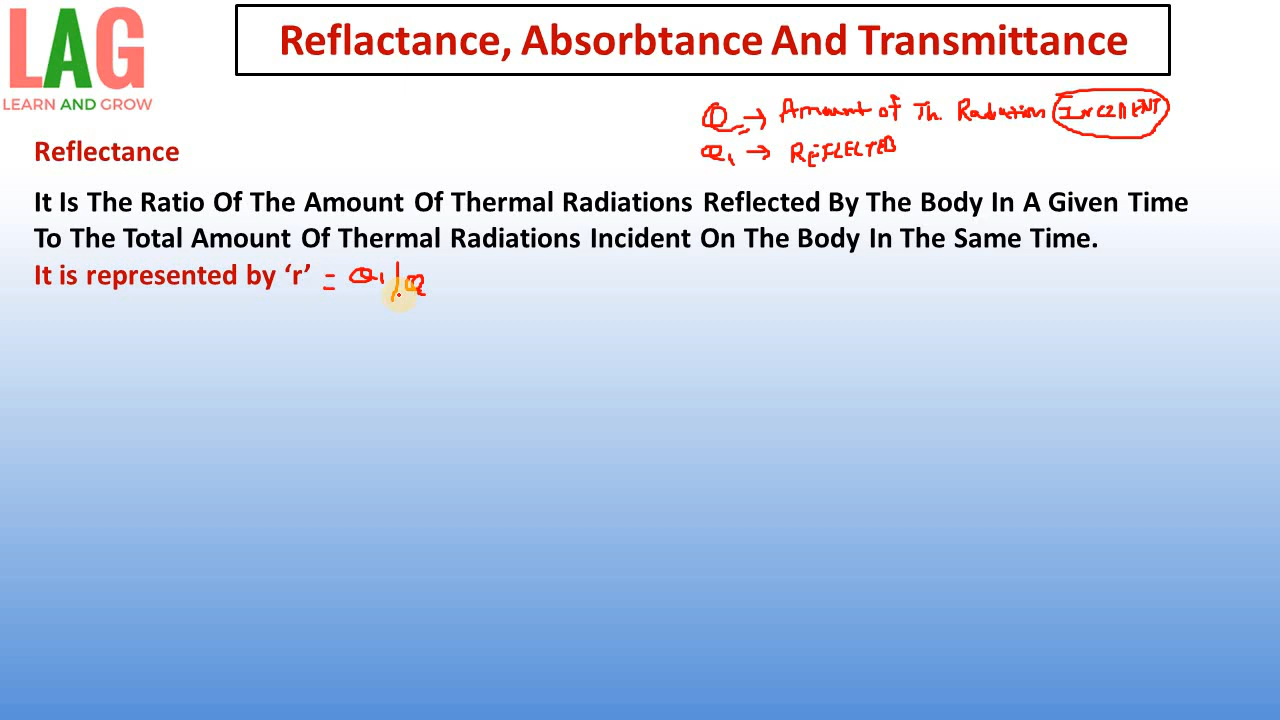 LAG
LEARN AND GROW
Reflactance, Absorbtance And Transmittance
Q → Amount of Th. Radiation INCIDENT
Q1 → REFLECTED
Reflectance
It Is The Ratio Of The Amount Of Thermal Radiations Reflected By The Body In A Given Time
To The Total Amount Of Thermal Radiations Incident On The Body In The Same Time.
It is represented by ‘r’ = Q1/Q